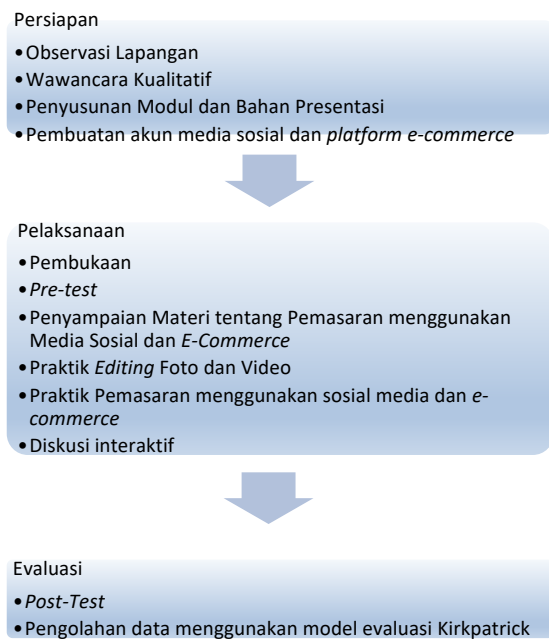 Persiapan
•Observasi Lapangan
•Wawancara Kualitatif
•Penyusunan Modul dan Bahan Presentasi
•Pembuatan akun media sosial dan platform e-commerce
Pelaksanaan
•Pembukaan
•Pre-test
•Penyampaian Materi tentang Pemasaran menggunakan
Media Sosial dan E-Commerce
•Praktik Editing Foto dan Video
•Praktik Pemasaran menggunakan sosial media dan e-
commerce
•Diskusi interaktif
Evaluasi
•Post-Test
•Pengolahan data menggunakan model evaluasi Kirkpatrick